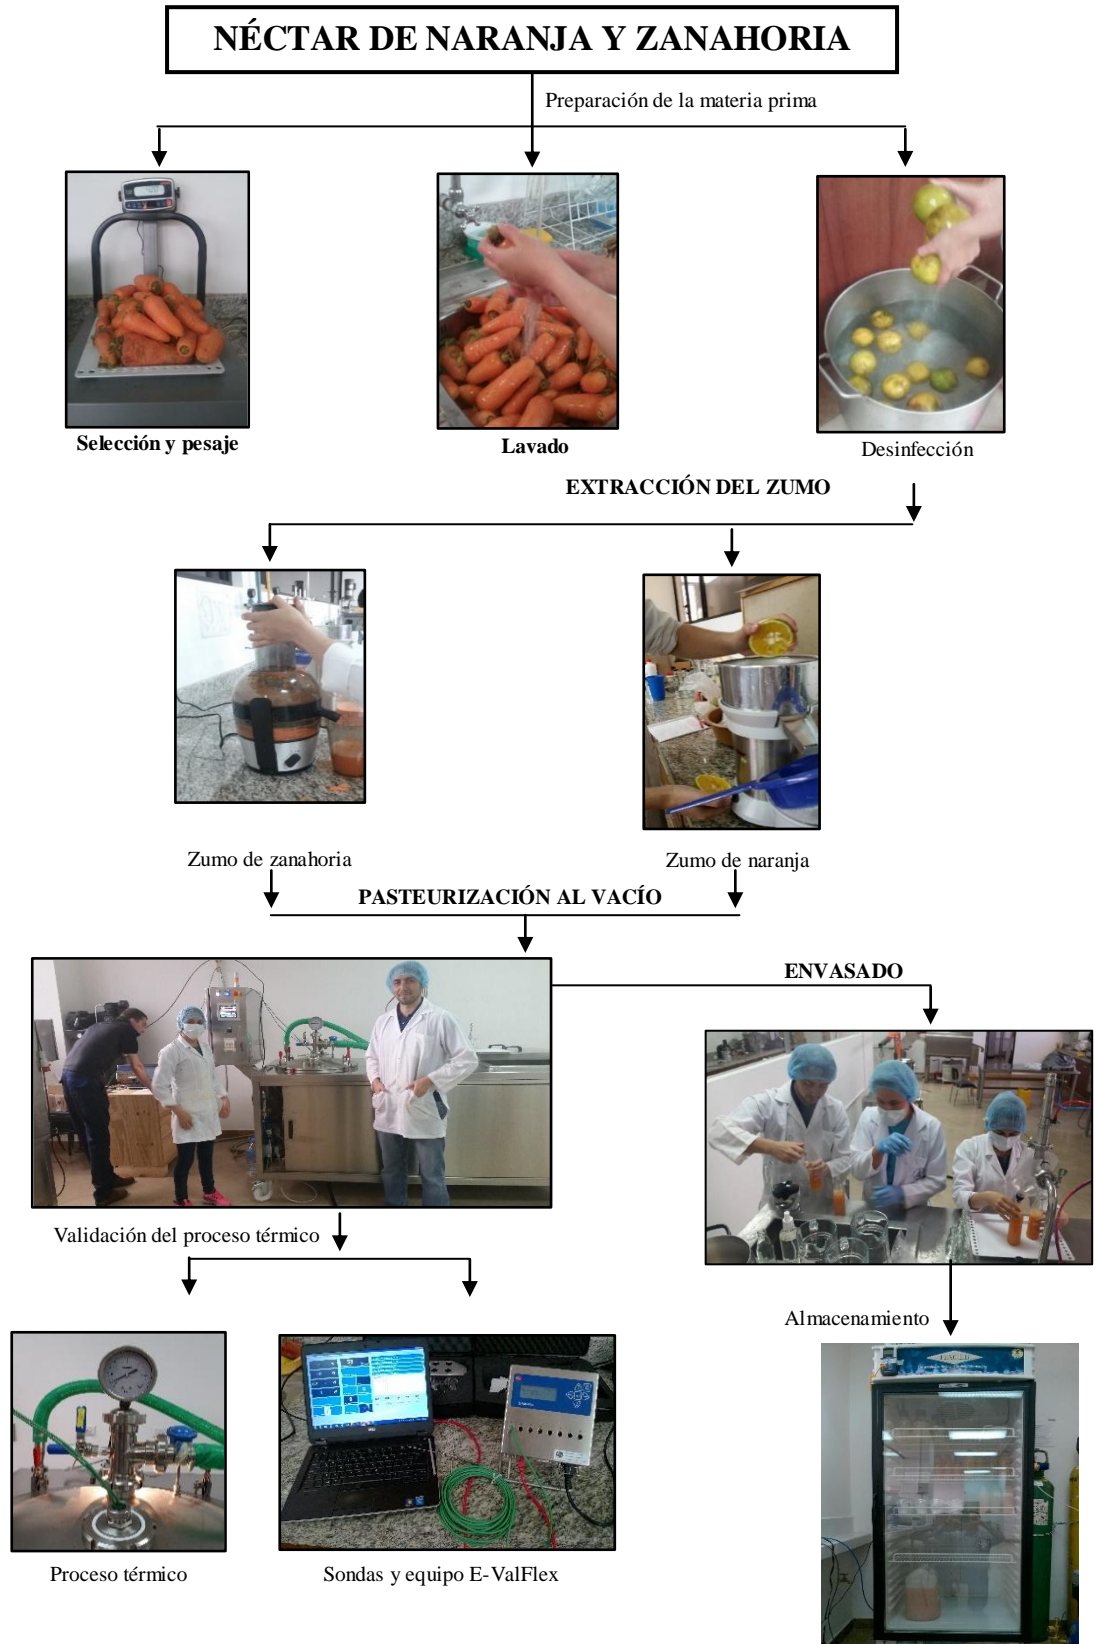 NÉCTAR DE NARANJA Y ZANAHORIA
Preparación de la materia prima
Selección y pesaje
Lavado
Desinfección
EXTRACCIÓN DEL ZUMO
Zumo de zanahoria
Zumo de naranja
PASTEURIZACIÓN AL VACÍO
ENVASADO
Validación del proceso térmico
Almacenamiento
Proceso térmico
Sondas y equipo E-ValFlex